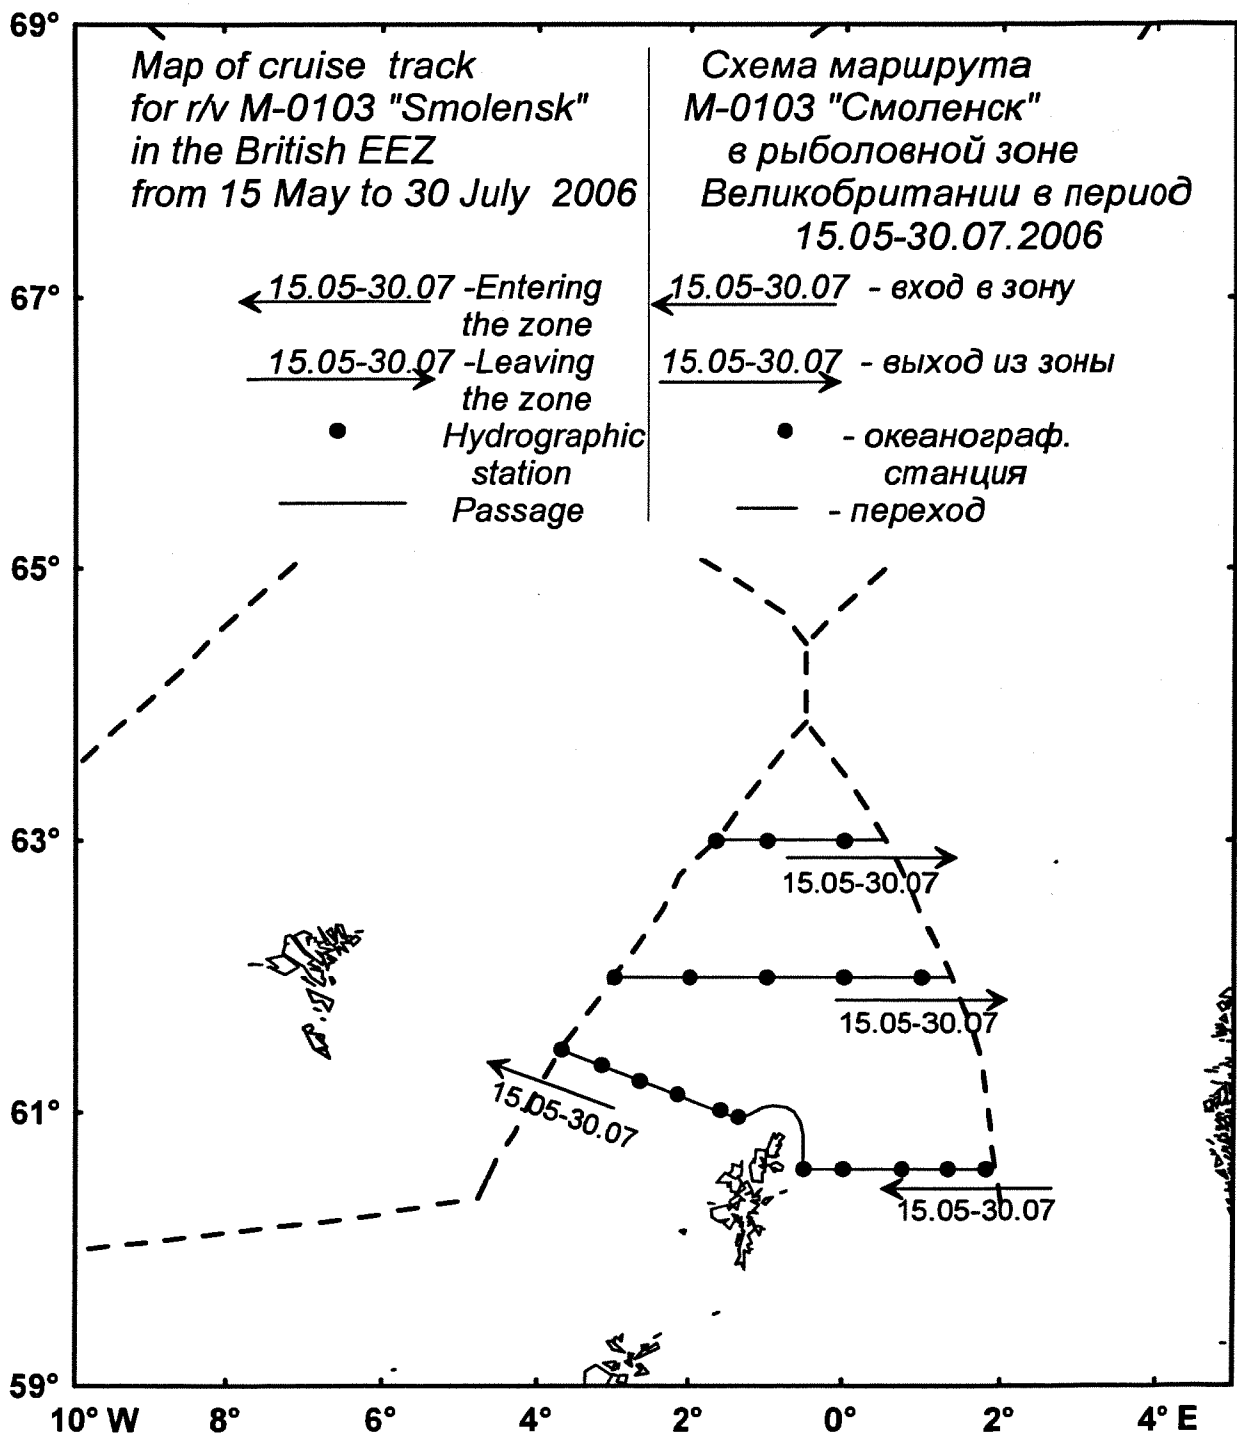 69°
Map of cruise track
for r/v M-0103 "Smolensk"
in the British EEZ
from 15 May to 30 July 2006
15.05-30.07 -Entering
the zone
15.05-30.07 -Leaving
the zone
Hydrographic
station
Passage
Схема маршрута
М-0103 "Смоленск"
в рыболовной зоне
Великобритании в период
15.05-30.07.2006
15.05-30.07 - вход в зону
15.05-30.07 - выход из зоны
- океанограф.
станция
- переход
67°
65°
63°
15.05-30.07
15.05-30.07
15.05-30.07
61°
15.05-30.07
59°
10° W 8° 6° 4° 2° 0° 2° 4° E